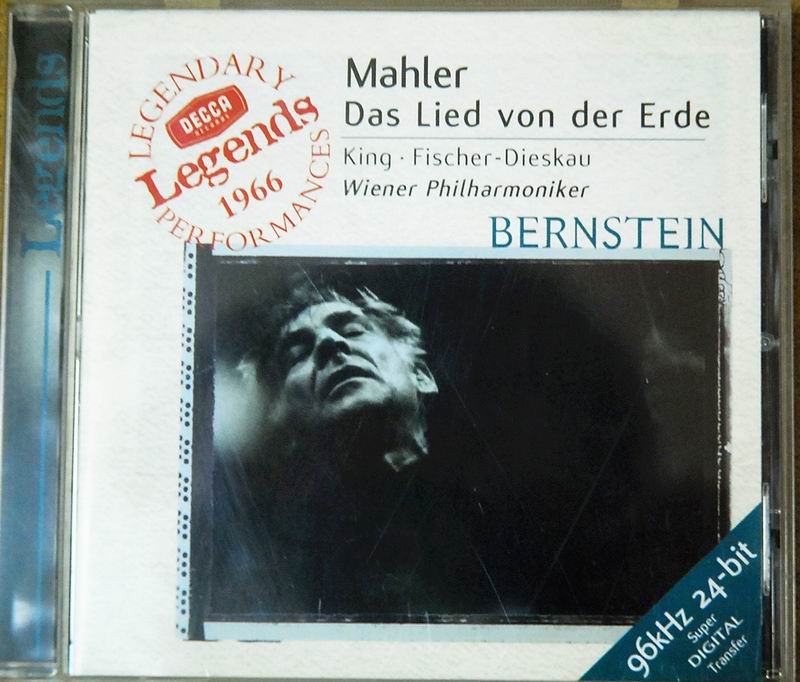 Legends
LEGENDARY
DECCA
RECORDS
Legends
1966
PERFORMANCES
Mahler
Das Lied von der Erde
King · Fischer-Dieskau
Wiener Philharmoniker
BERNSTEIN
96kHz 24-bit
Super
DIGITAL
Transfer